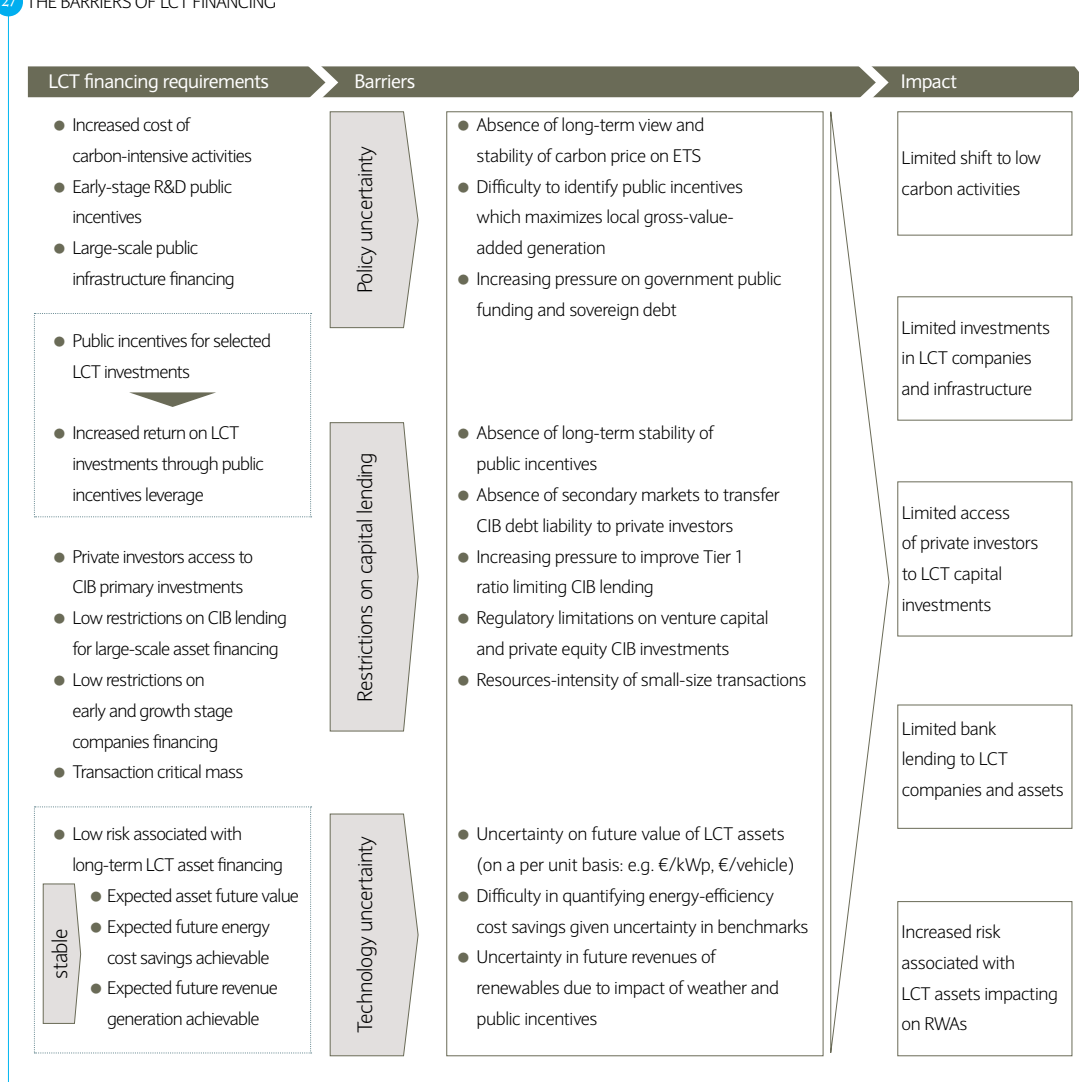 27 THE BARRIERS OF LCT FINANCING
LCT financing requirements
Barriers
Impact
● Increased cost of
carbon-intensive activities
● Early-stage R&D public
incentives
● Large-scale public
infrastructure financing
● Public incentives for selected
LCT investments
● Increased return on LCT
investments through public
incentives leverage
● Private investors access to
CIB primary investments
● Low restrictions on CIB lending
for large-scale asset financing
● Low restrictions on
early and growth stage
companies financing
● Transaction critical mass
● Low risk associated with
long-term LCT asset financing
stable
● Expected asset future value
● Expected future energy
cost savings achievable
● Expected future revenue
generation achievable
Policy uncertainty
● Absence of long-term view and
stability of carbon price on ETS
● Difficulty to identify public incentives
which maximizes local gross-value-
added generation
● Increasing pressure on government public
funding and sovereign debt
Restrictions on capital lending
● Absence of long-term stability of
public incentives
● Absence of secondary markets to transfer
CIB debt liability to private investors
● Increasing pressure to improve Tier 1
ratio limiting CIB lending
● Regulatory limitations on venture capital
and private equity CIB investments
● Resources-intensity of small-size transactions
Technology uncertainty
● Uncertainty on future value of LCT assets
(on a per unit basis: e.g. €/kWp, €/vehicle)
● Difficulty in quantifying energy-efficiency
cost savings given uncertainty in benchmarks
● Uncertainty in future revenues of
renewables due to impact of weather and
public incentives
Limited shift to low
carbon activities
Limited investments
in LCT companies
and infrastructure
Limited access
of private investors
to LCT capital
investments
Limited bank
lending to LCT
companies and assets
Increased risk
associated with
LCT assets impacting
on RWAs